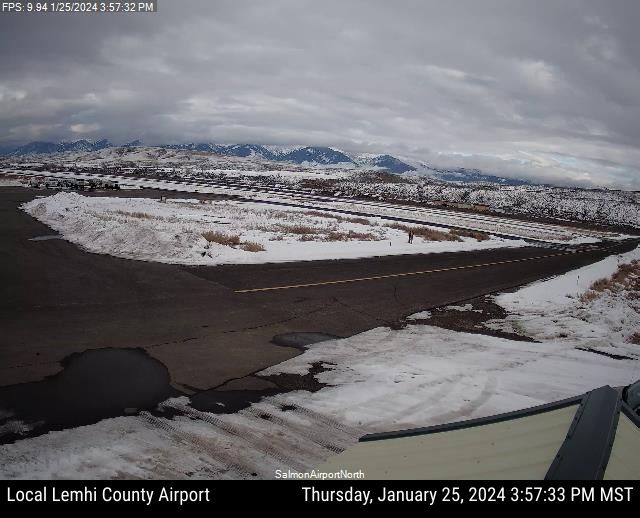 FPS: 9.94 1/25/2024 3:57:32 PM
SalmonAirportNorth
Local Lemhi County Airport Thursday, January 25, 2024 3:57:33 PM MST